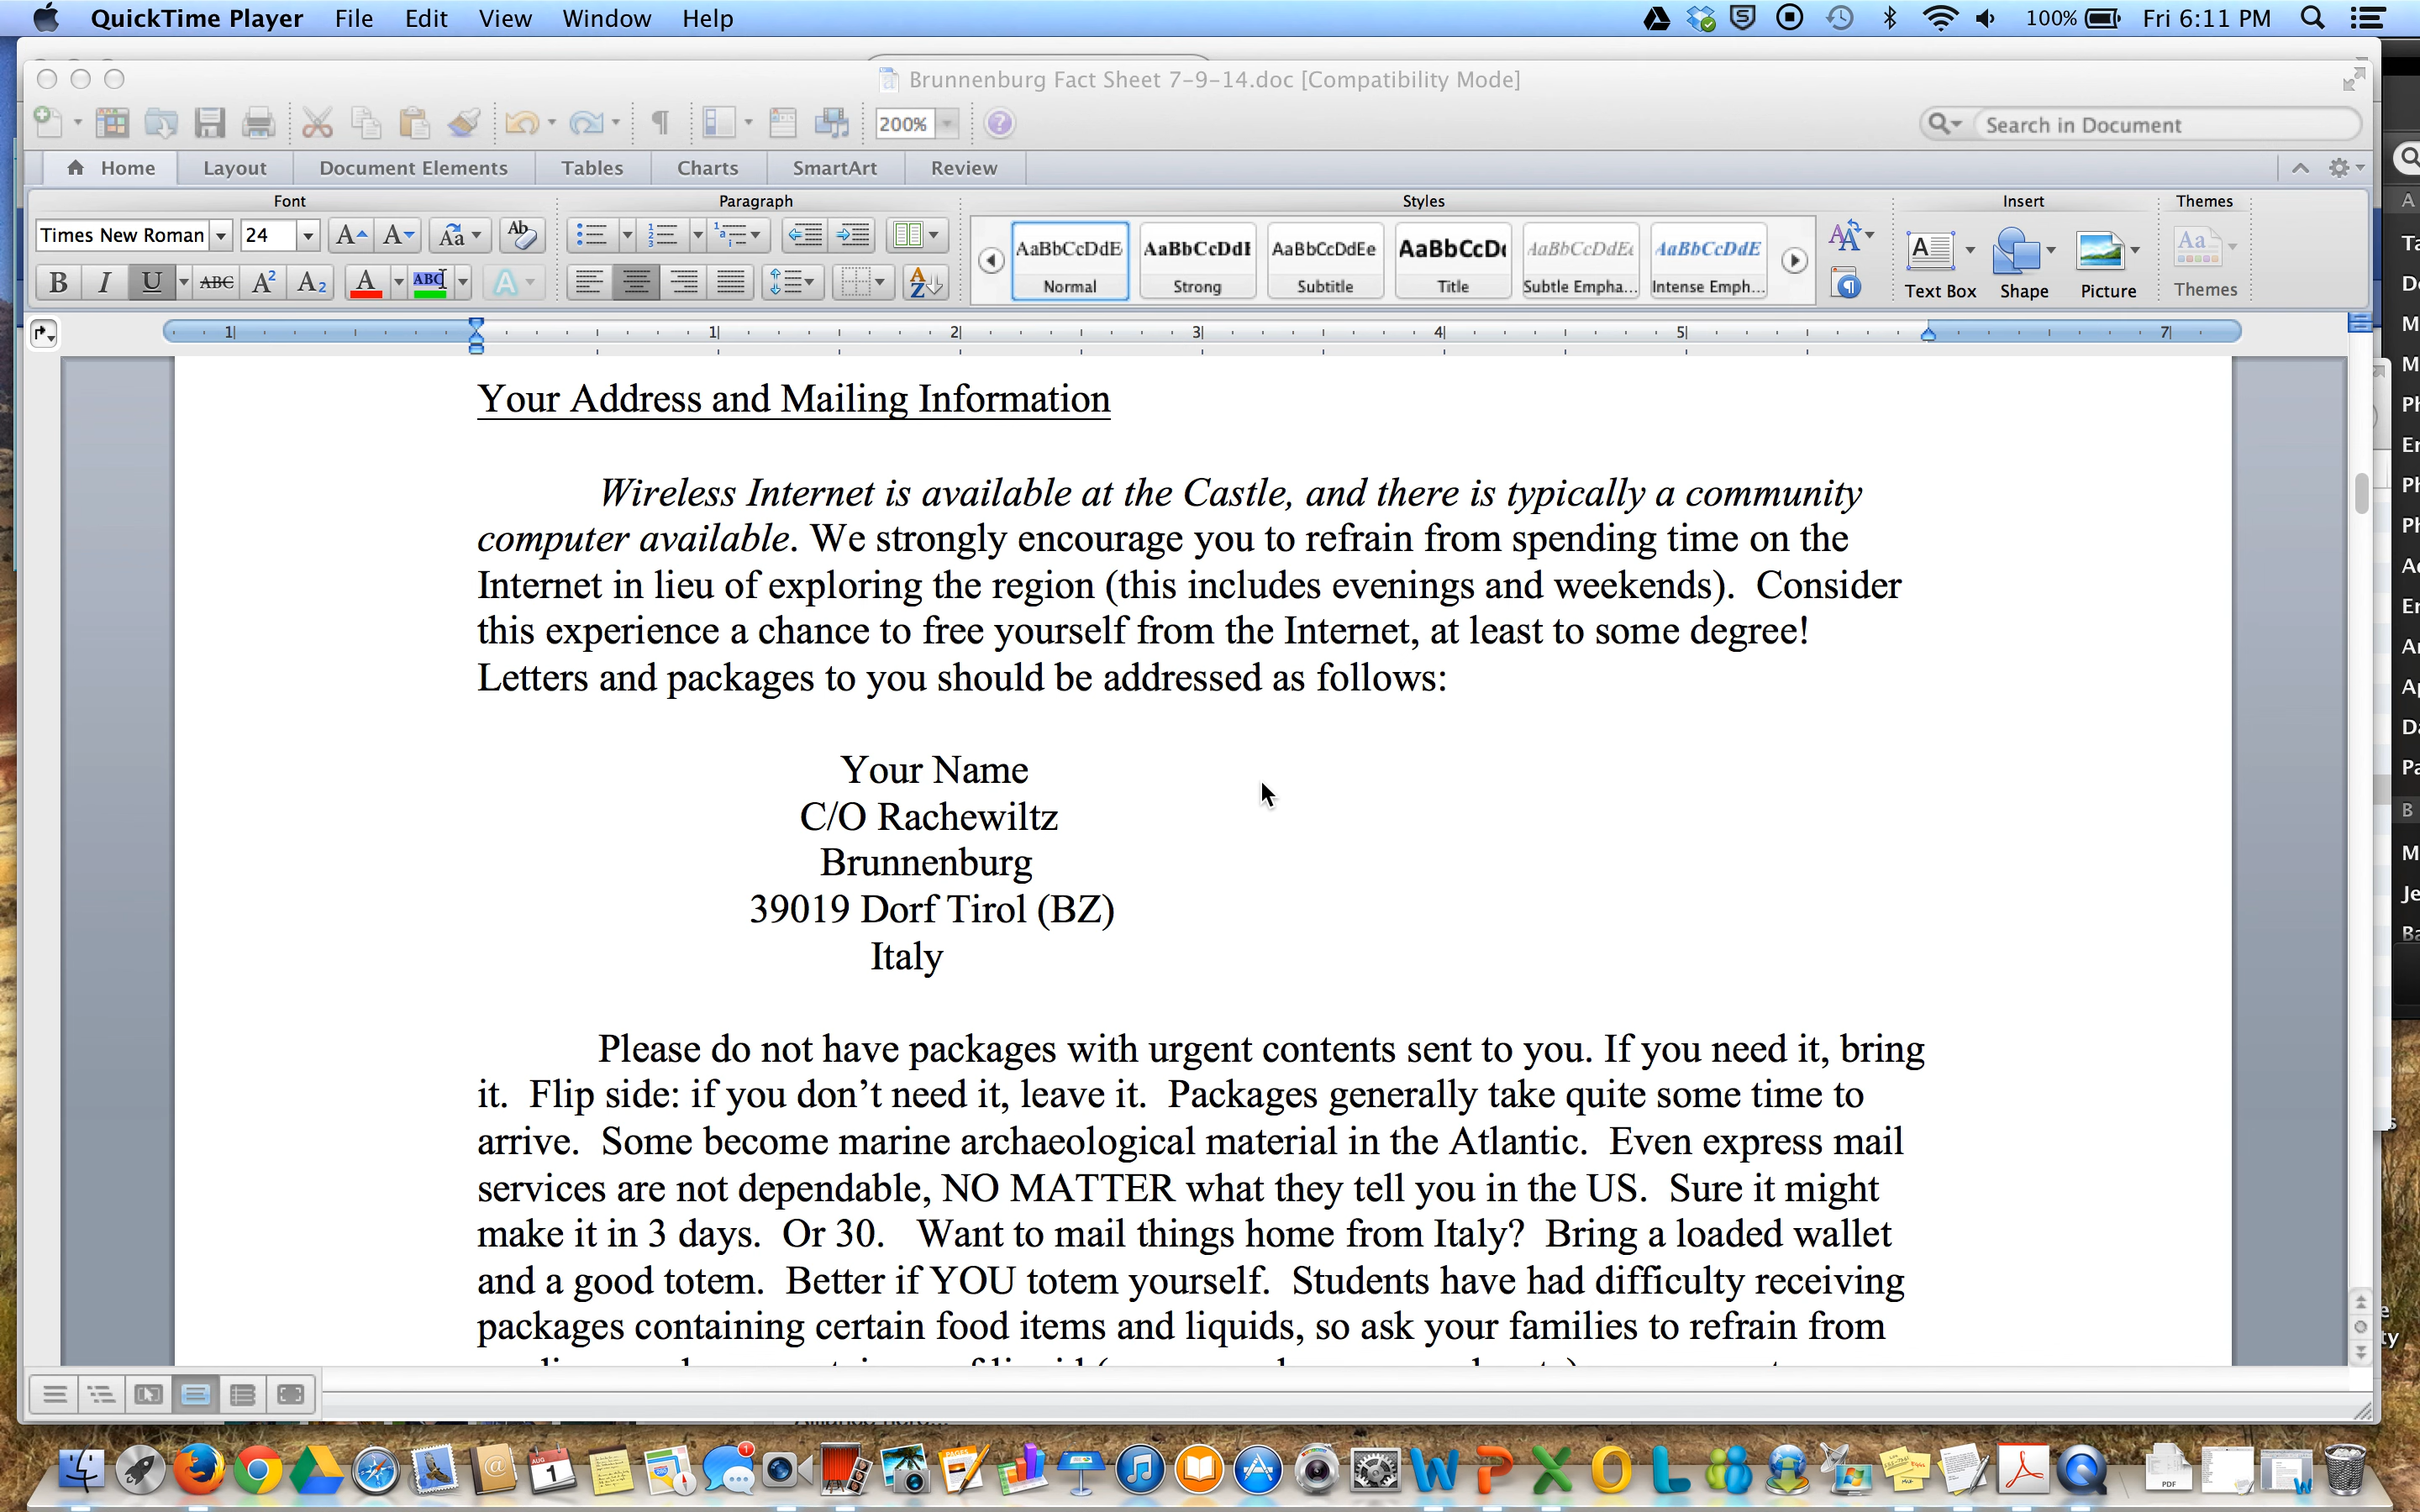 QuickTime Player File Edit View Window Help 100% Fri 6:11 PM
Brunnenburg Fact Sheet 7-9-14.doc [Compatibility Mode]
200% Search in Document
Home Layout Document Elements Tables Charts SmartArt Review
Font Paragraph Styles Insert Themes
Times New Roman 24
AaBbCcDdE AaBbCcDdE AaBbCcDdEe AaBbCcDc AaBbCcDdEe AaBbCcDdE
Normal Strong Subtitle Title Subtle Empha... Intense Emph...
Text Box Shape Picture Themes
1 1 2 3 4 5 7
Your Address and Mailing Information
Wireless Internet is available at the Castle, and there is typically a community
computer available. We strongly encourage you to refrain from spending time on the
Internet in lieu of exploring the region (this includes evenings and weekends).  Consider
this experience a chance to free yourself from the Internet, at least to some degree!
Letters and packages to you should be addressed as follows:
Your Name
C/O Rachewiltz
Brunnenburg
39019 Dorf Tirol (BZ)
Italy
Please do not have packages with urgent contents sent to you. If you need it, bring
it.  Flip side: if you don’t need it, leave it.  Packages generally take quite some time to
arrive.  Some become marine archaeological material in the Atlantic.  Even express mail
services are not dependable, NO MATTER what they tell you in the US.  Sure it might
make it in 3 days.  Or 30.   Want to mail things home from Italy?  Bring a loaded wallet
and a good totem.  Better if YOU totem yourself.  Students have had difficulty receiving
packages containing certain food items and liquids, so ask your families to refrain from